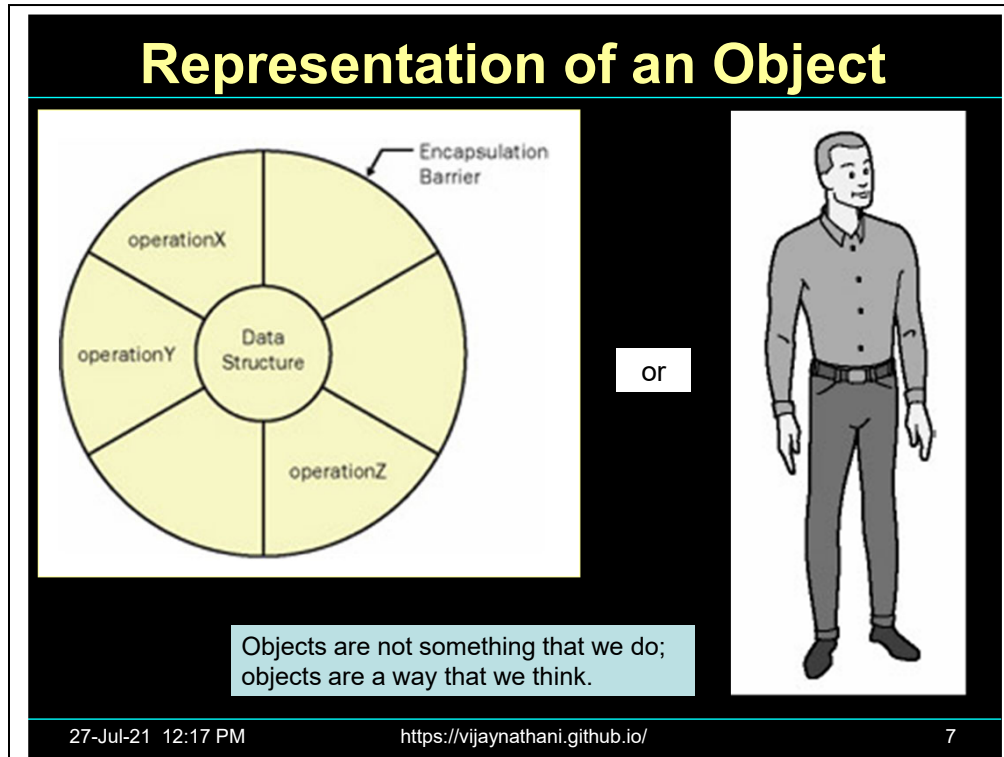 Representation of an Object
Encapsulation
Barrier
operationX
Data
Structure
operationY
operationZ
or
Objects are not something that we do;
objects are a way that we think.
27-Jul-21 12:17 PM
https://vijaynathani.github.io/
7